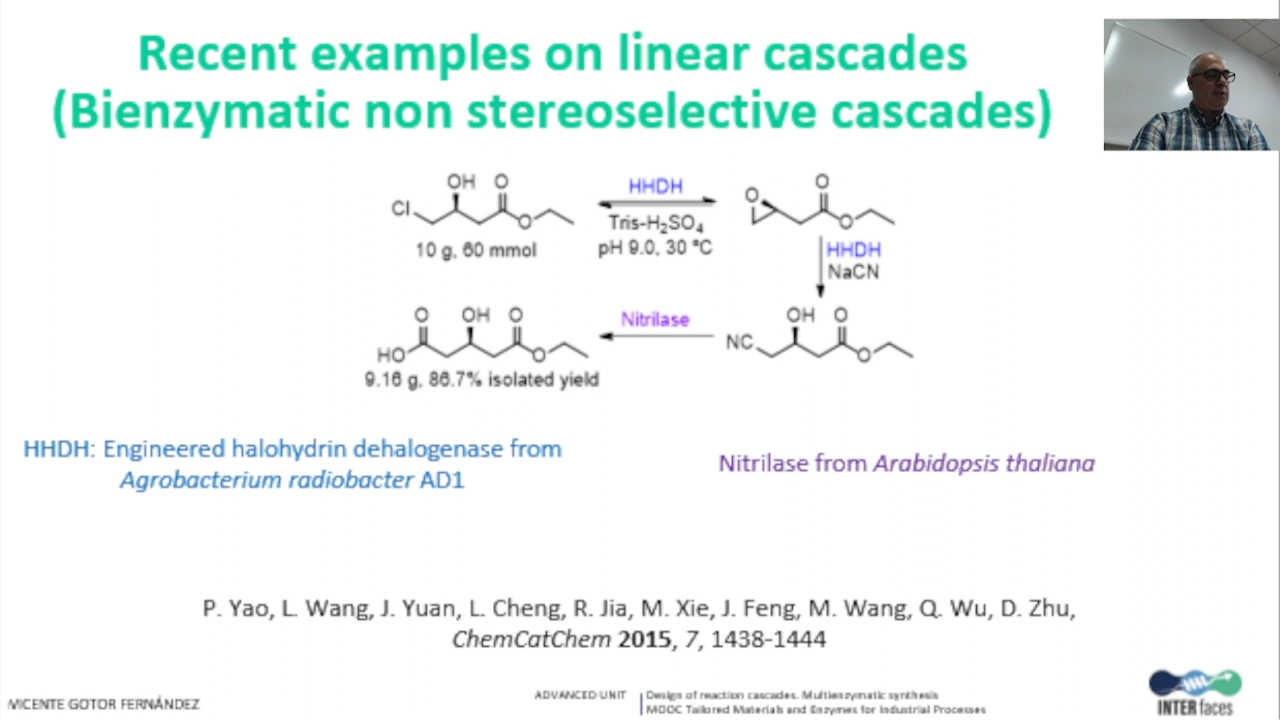 Recent examples on linear cascades
(Bienzymatic non stereoselective cascades)
OH O
Cl
O
10 g, 60 mmol
HHDH
Tris-H₂SO₄
pH 9.0, 30 ºC
O
O
O
HHDH
NaCN
O OH O
HO
O
9.16 g, 86.7% isolated yield
Nitrilase
OH O
NC
O
HHDH: Engineered halohydrin dehalogenase from
Agrobacterium radiobacter AD1
Nitrilase from Arabidopsis thaliana
P. Yao, L. Wang, J. Yuan, L. Cheng, R. Jia, M. Xie, J. Feng, M. Wang, Q. Wu, D. Zhu,
ChemCatChem 2015, 7, 1438-1444
VICENTE GOTOR FERNÁNDEZ
ADVANCED UNIT
Design of reaction cascades. Multienzymatic synthesis
MOOC Tailored Materials and Enzymes for Industrial Processes
INTERfaces